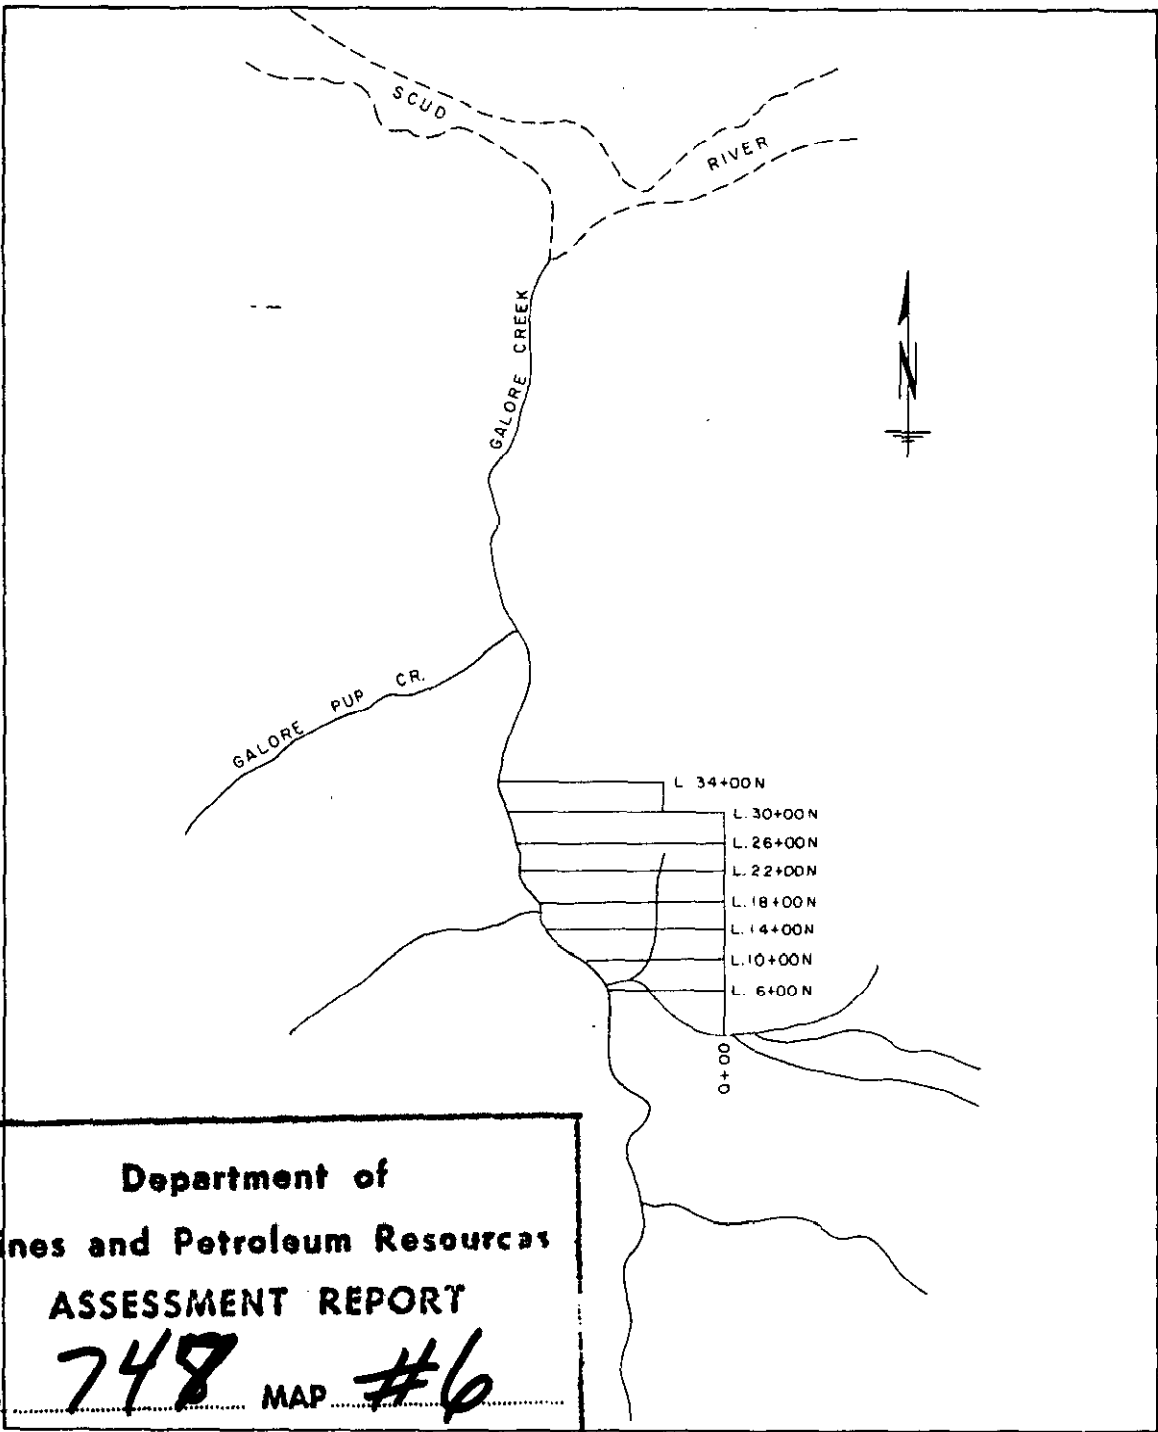 SCUD
RIVER
GALORE CREEK
N
GALORE PUP CR.
L 34+00N
L. 30+00N
L. 26+00N
L. 22+00N
L. 18+00N
L. 14+00N
L. 10+00N
L. 6+00N
0+00
Department of
ines and Petroleum Resources
ASSESSMENT REPORT
748 MAP #6